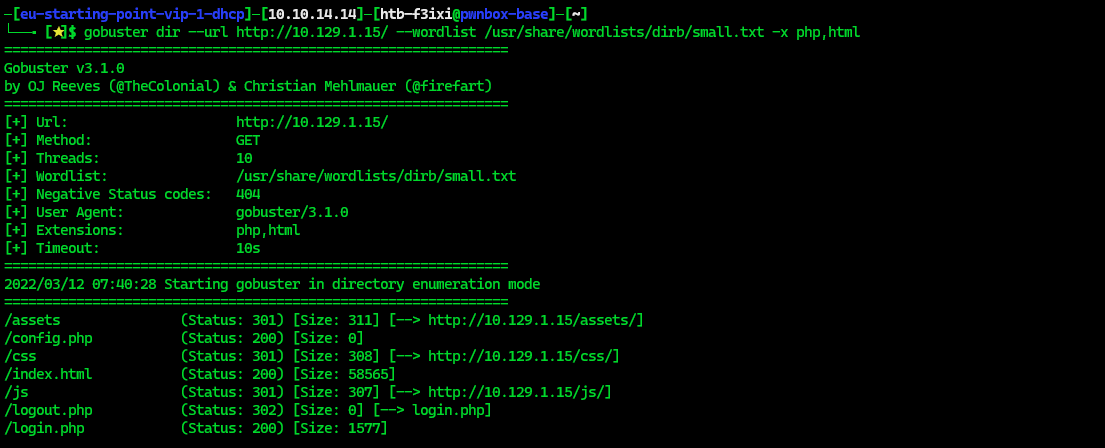 -[eu-starting-point-vip-1-dhcp]-[10.10.14.14]-[htb-f3ixi@pwnbox-base]-[~]
└──╼ [★]$ gobuster dir --url http://10.129.1.15/ --wordlist /usr/share/wordlists/dirb/small.txt -x php,html
===============================================================
Gobuster v3.1.0
by OJ Reeves (@TheColonial) & Christian Mehlmauer (@firefart)
===============================================================
[+] Url:                     http://10.129.1.15/
[+] Method:                  GET
[+] Threads:                 10
[+] Wordlist:                /usr/share/wordlists/dirb/small.txt
[+] Negative Status codes:   404
[+] User Agent:              gobuster/3.1.0
[+] Extensions:              php,html
[+] Timeout:                 10s
===============================================================
2022/03/12 07:40:28 Starting gobuster in directory enumeration mode
===============================================================
/assets               (Status: 301) [Size: 311] [--> http://10.129.1.15/assets/]
/config.php           (Status: 200) [Size: 0]
/css                  (Status: 301) [Size: 308] [--> http://10.129.1.15/css/]
/index.html           (Status: 200) [Size: 58565]
/js                   (Status: 301) [Size: 307] [--> http://10.129.1.15/js/]
/logout.php           (Status: 302) [Size: 0] [--> login.php]
/login.php            (Status: 200) [Size: 1577]